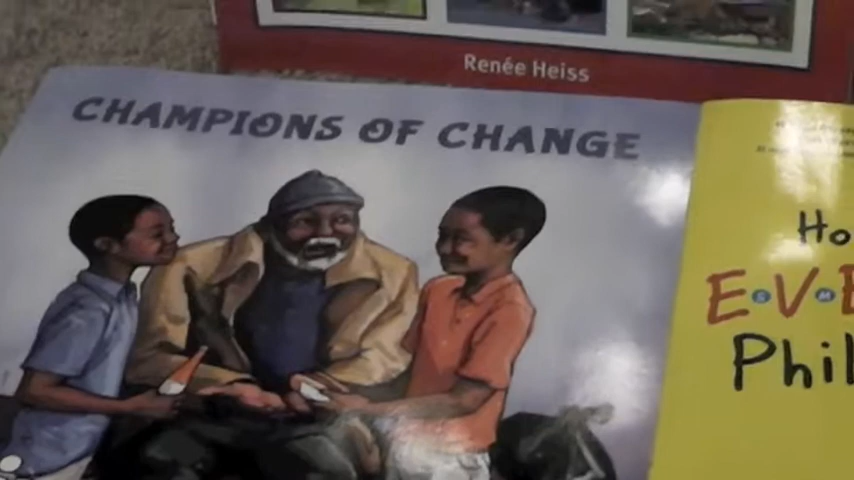 Renée Heiss
CHAMPIONS OF CHANGE
Ho
E•S•V•M•E
Phil